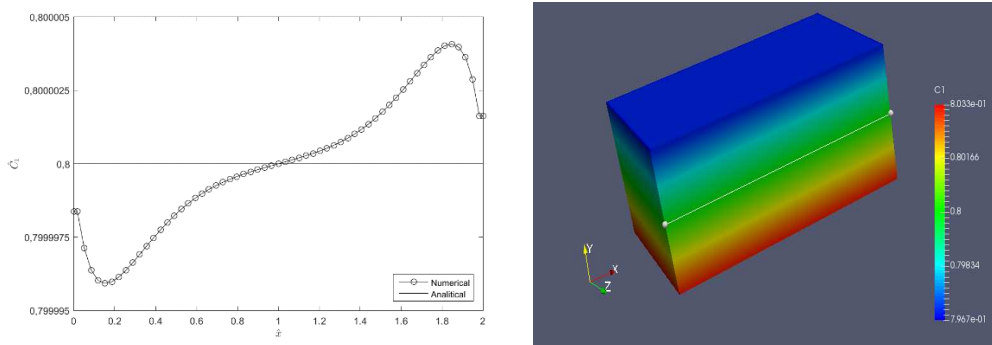 0,800005
0,8000025
0,8
0,7999975
0,799995
Ĉ₁
0 0.2 0.4 0.6 0.8 1 1.2 1.4 1.6 1.8 2
x̂
Numerical
Analitical
C1
8.033e-01
0.80166
0.8
0.79834
7.967e-01
Y
X
Z